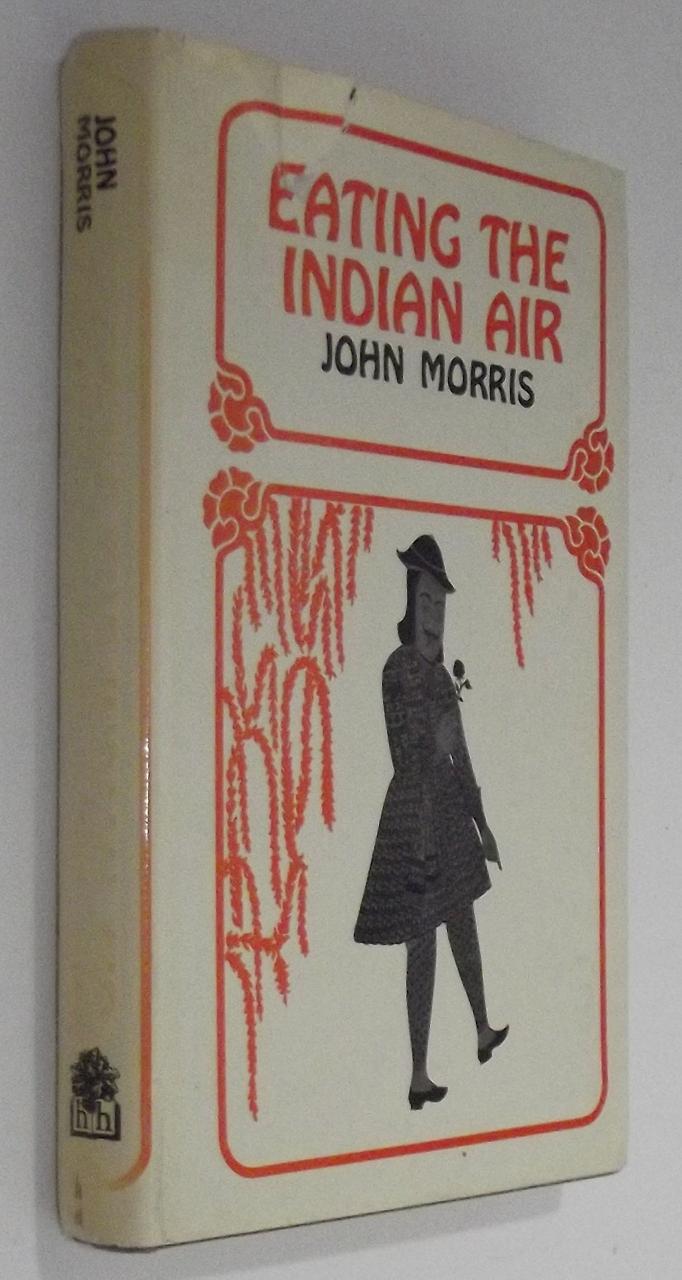 EATING THE
INDIAN AIR
JOHN MORRIS
JOHN
MORRIS
hh